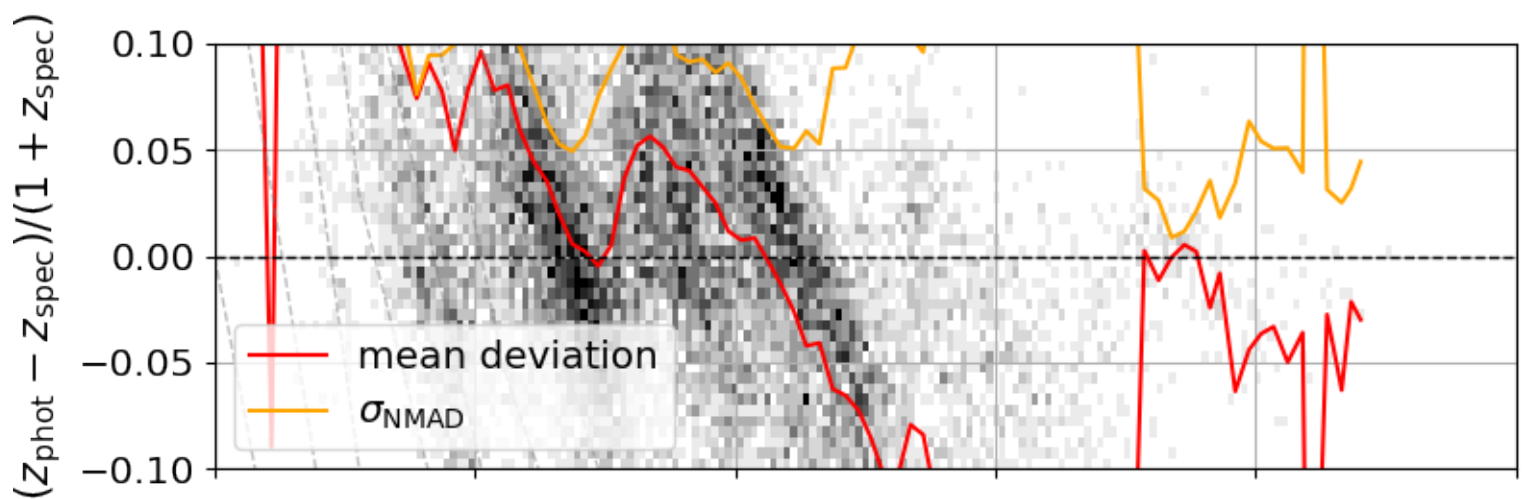 (z_phot − z_spec)/(1 + z_spec)
0.10
0.05
0.00
−0.05
−0.10
mean deviation
σ_NMAD